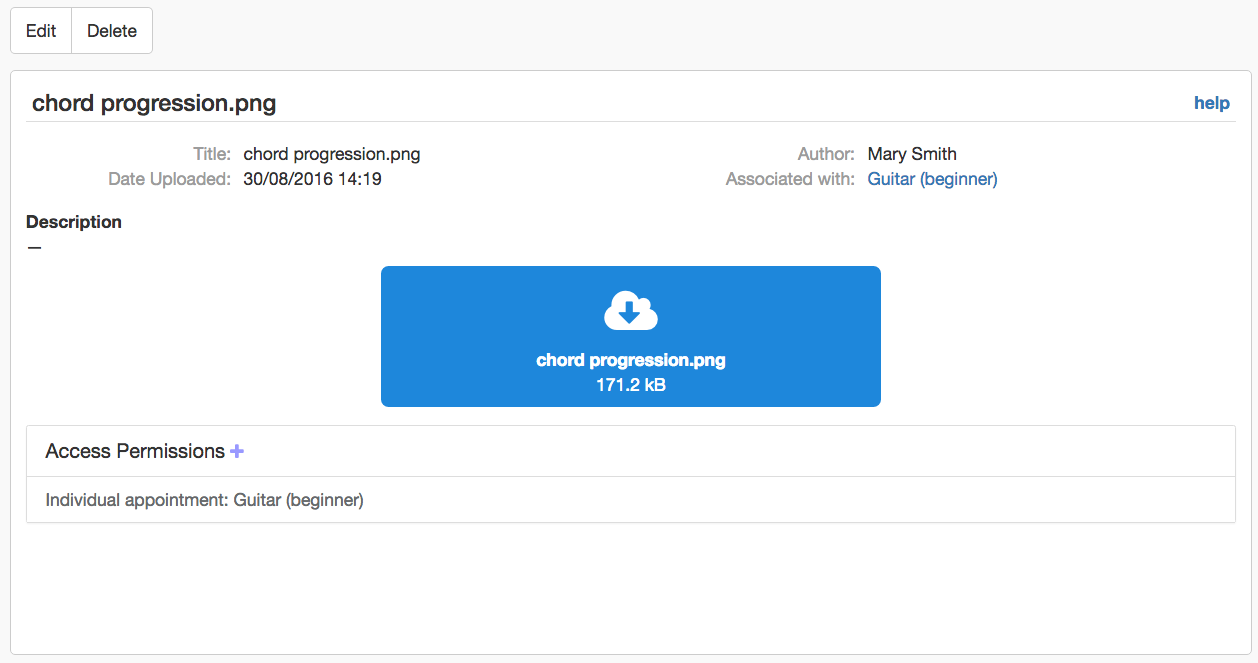 Edit Delete
chord progression.png help
Title: chord progression.png Author: Mary Smith
Date Uploaded: 30/08/2016 14:19 Associated with: Guitar (beginner)
Description
—
chord progression.png
171.2 kB
Access Permissions +
Individual appointment: Guitar (beginner)